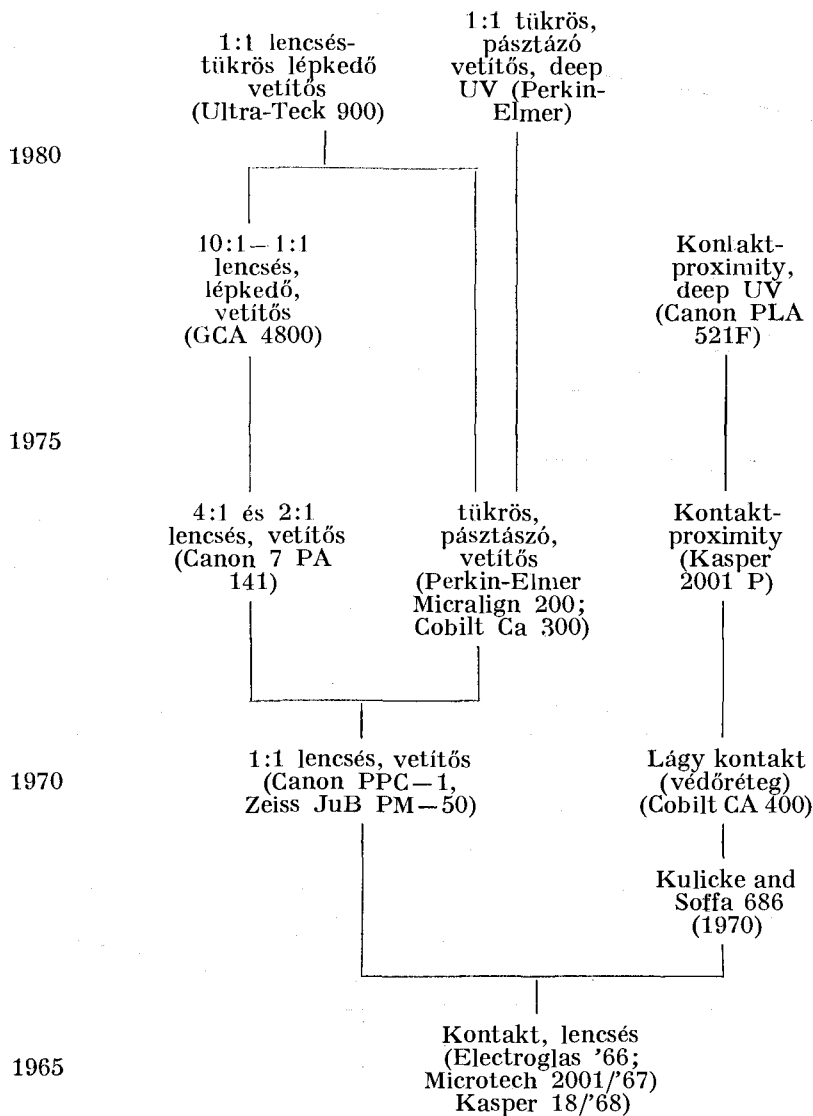 1:1 lencsés-
tükrös lépkedő
vetítős
(Ultra-Teck 900)
1:1 tükrös,
pásztázó
vetítős, deep
UV (Perkin-
Elmer)
1980
10:1—1:1
lencsés,
lépkedő,
vetítős
(GCA 4800)
Kontakt-
proximity,
deep UV
(Canon PLA
521F)
1975
4:1 és 2:1
lencsés, vetítős
(Canon 7 PA
141)
tükrös,
pásztászó,
vetítős
(Perkin-Elmer
Micralign 200;
Cobilt Ca 300)
Kontakt-
proximity
(Kasper
2001 P)
1970
1:1 lencsés, vetítős
(Canon PPC—1,
Zeiss JuB PM—50)
Lágy kontakt
(védőréteg)
(Cobilt CA 400)
Kulicke and
Soffa 686
(1970)
1965
Kontakt, lencsés
(Electroglas '66;
Microtech 2001/'67)
Kasper 18/'68)